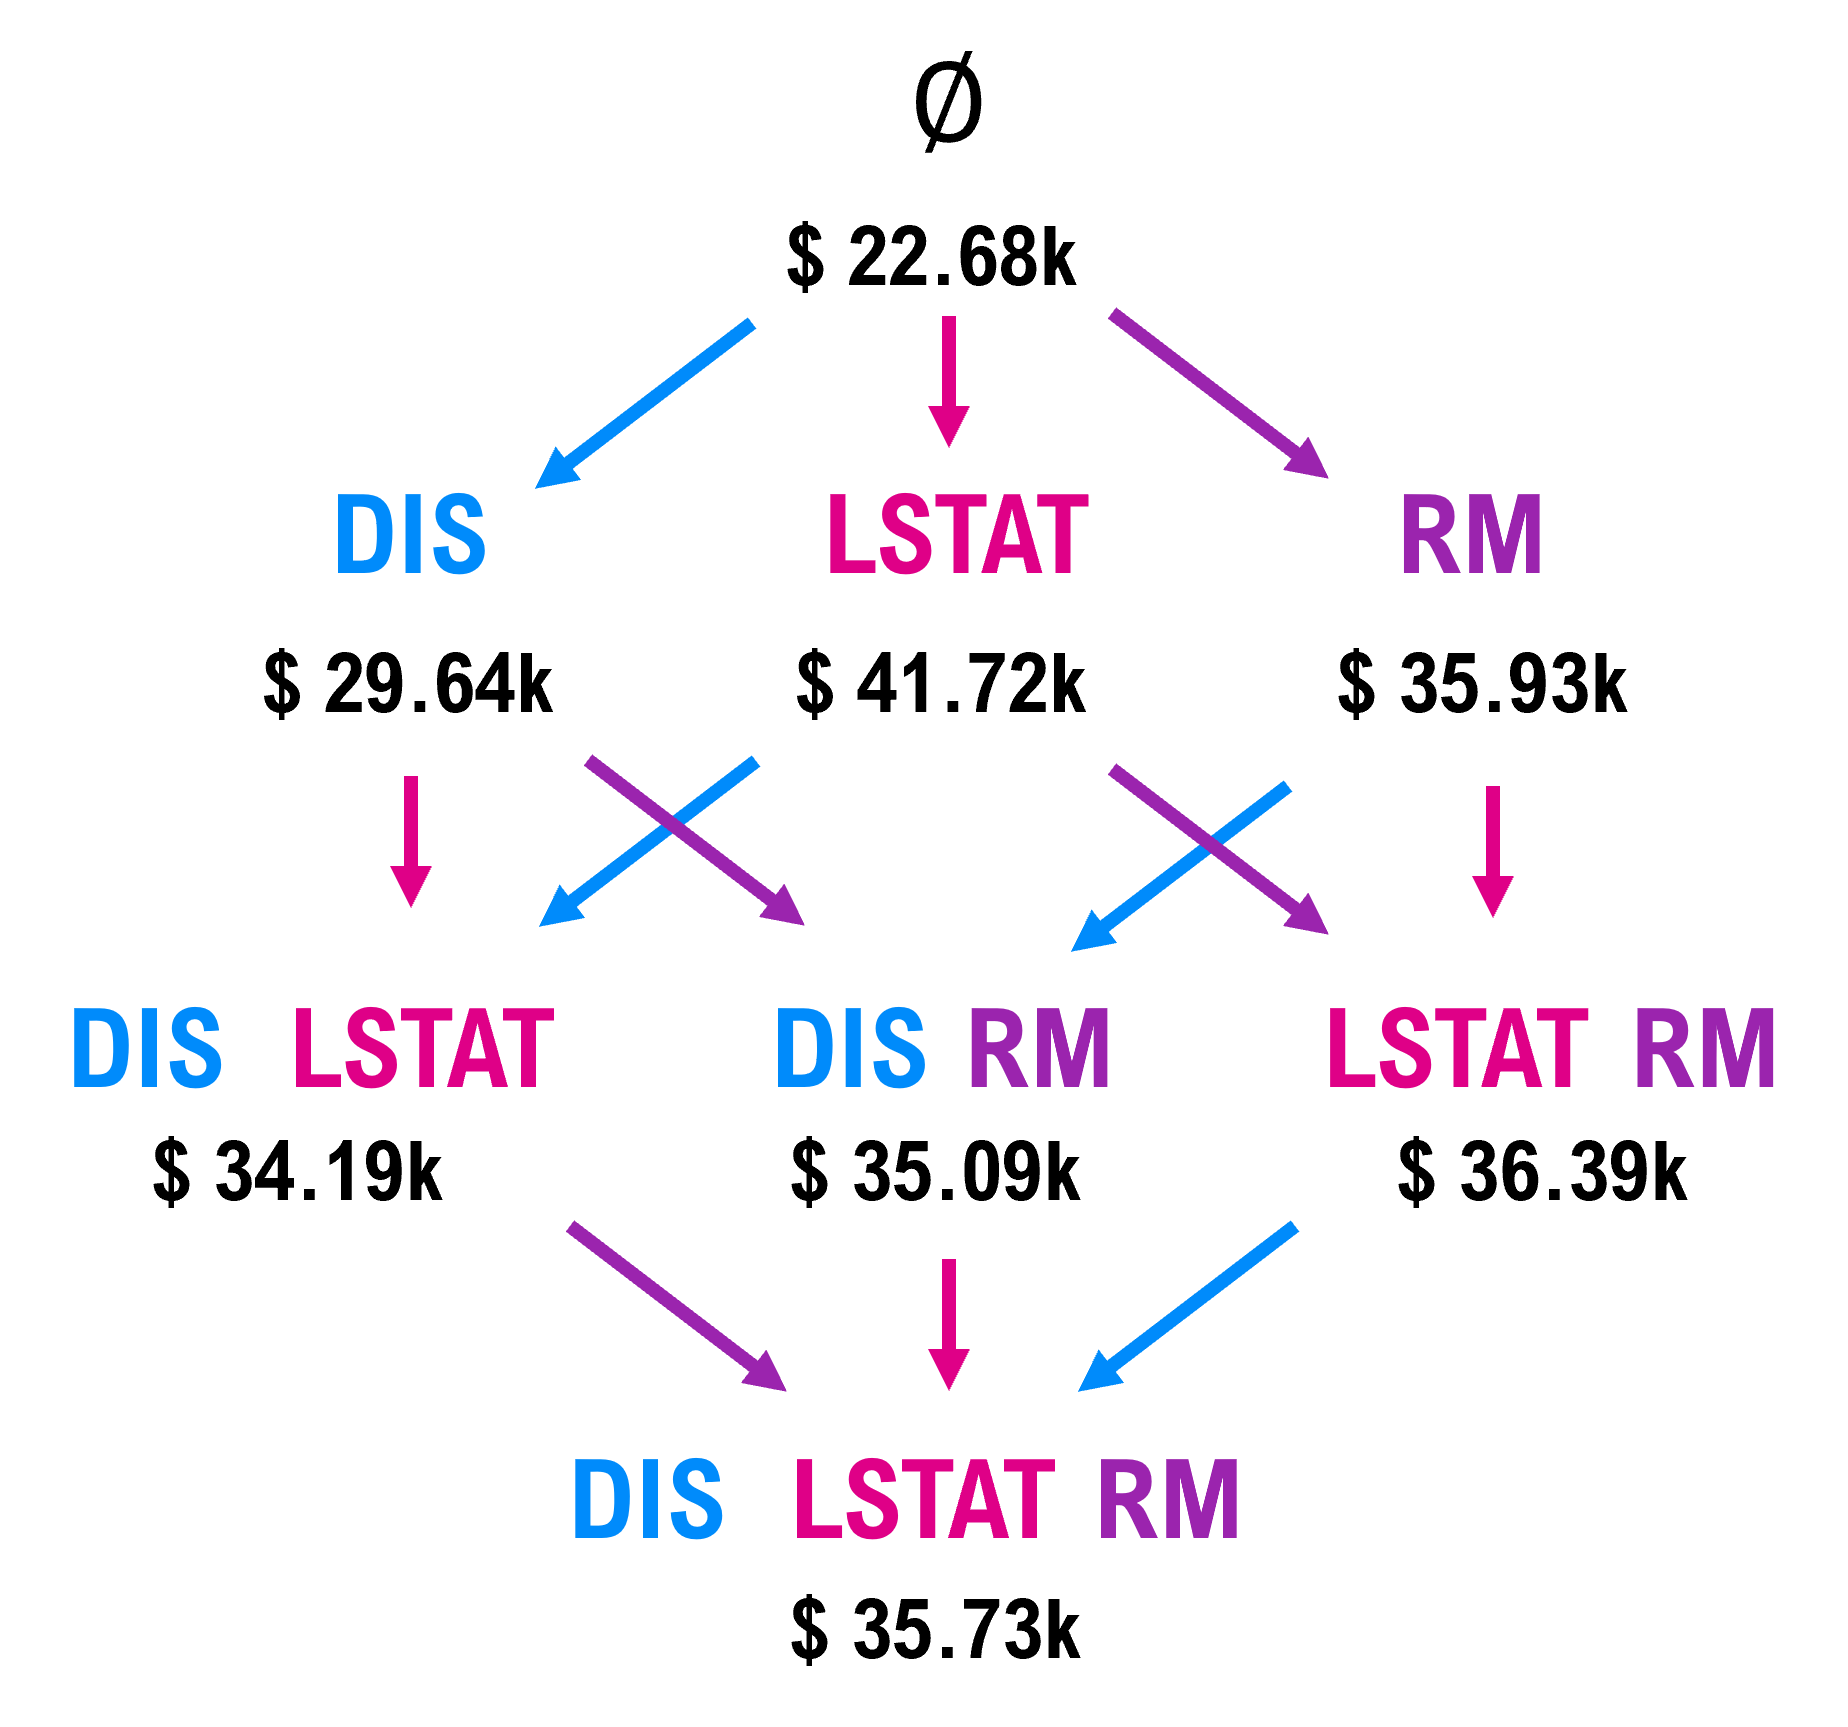 Ø
$ 22.68k
DIS LSTAT RM
$ 29.64k $ 41.72k $ 35.93k
DIS LSTAT DIS RM LSTAT RM
$ 34.19k $ 35.09k $ 36.39k
DIS LSTAT RM
$ 35.73k